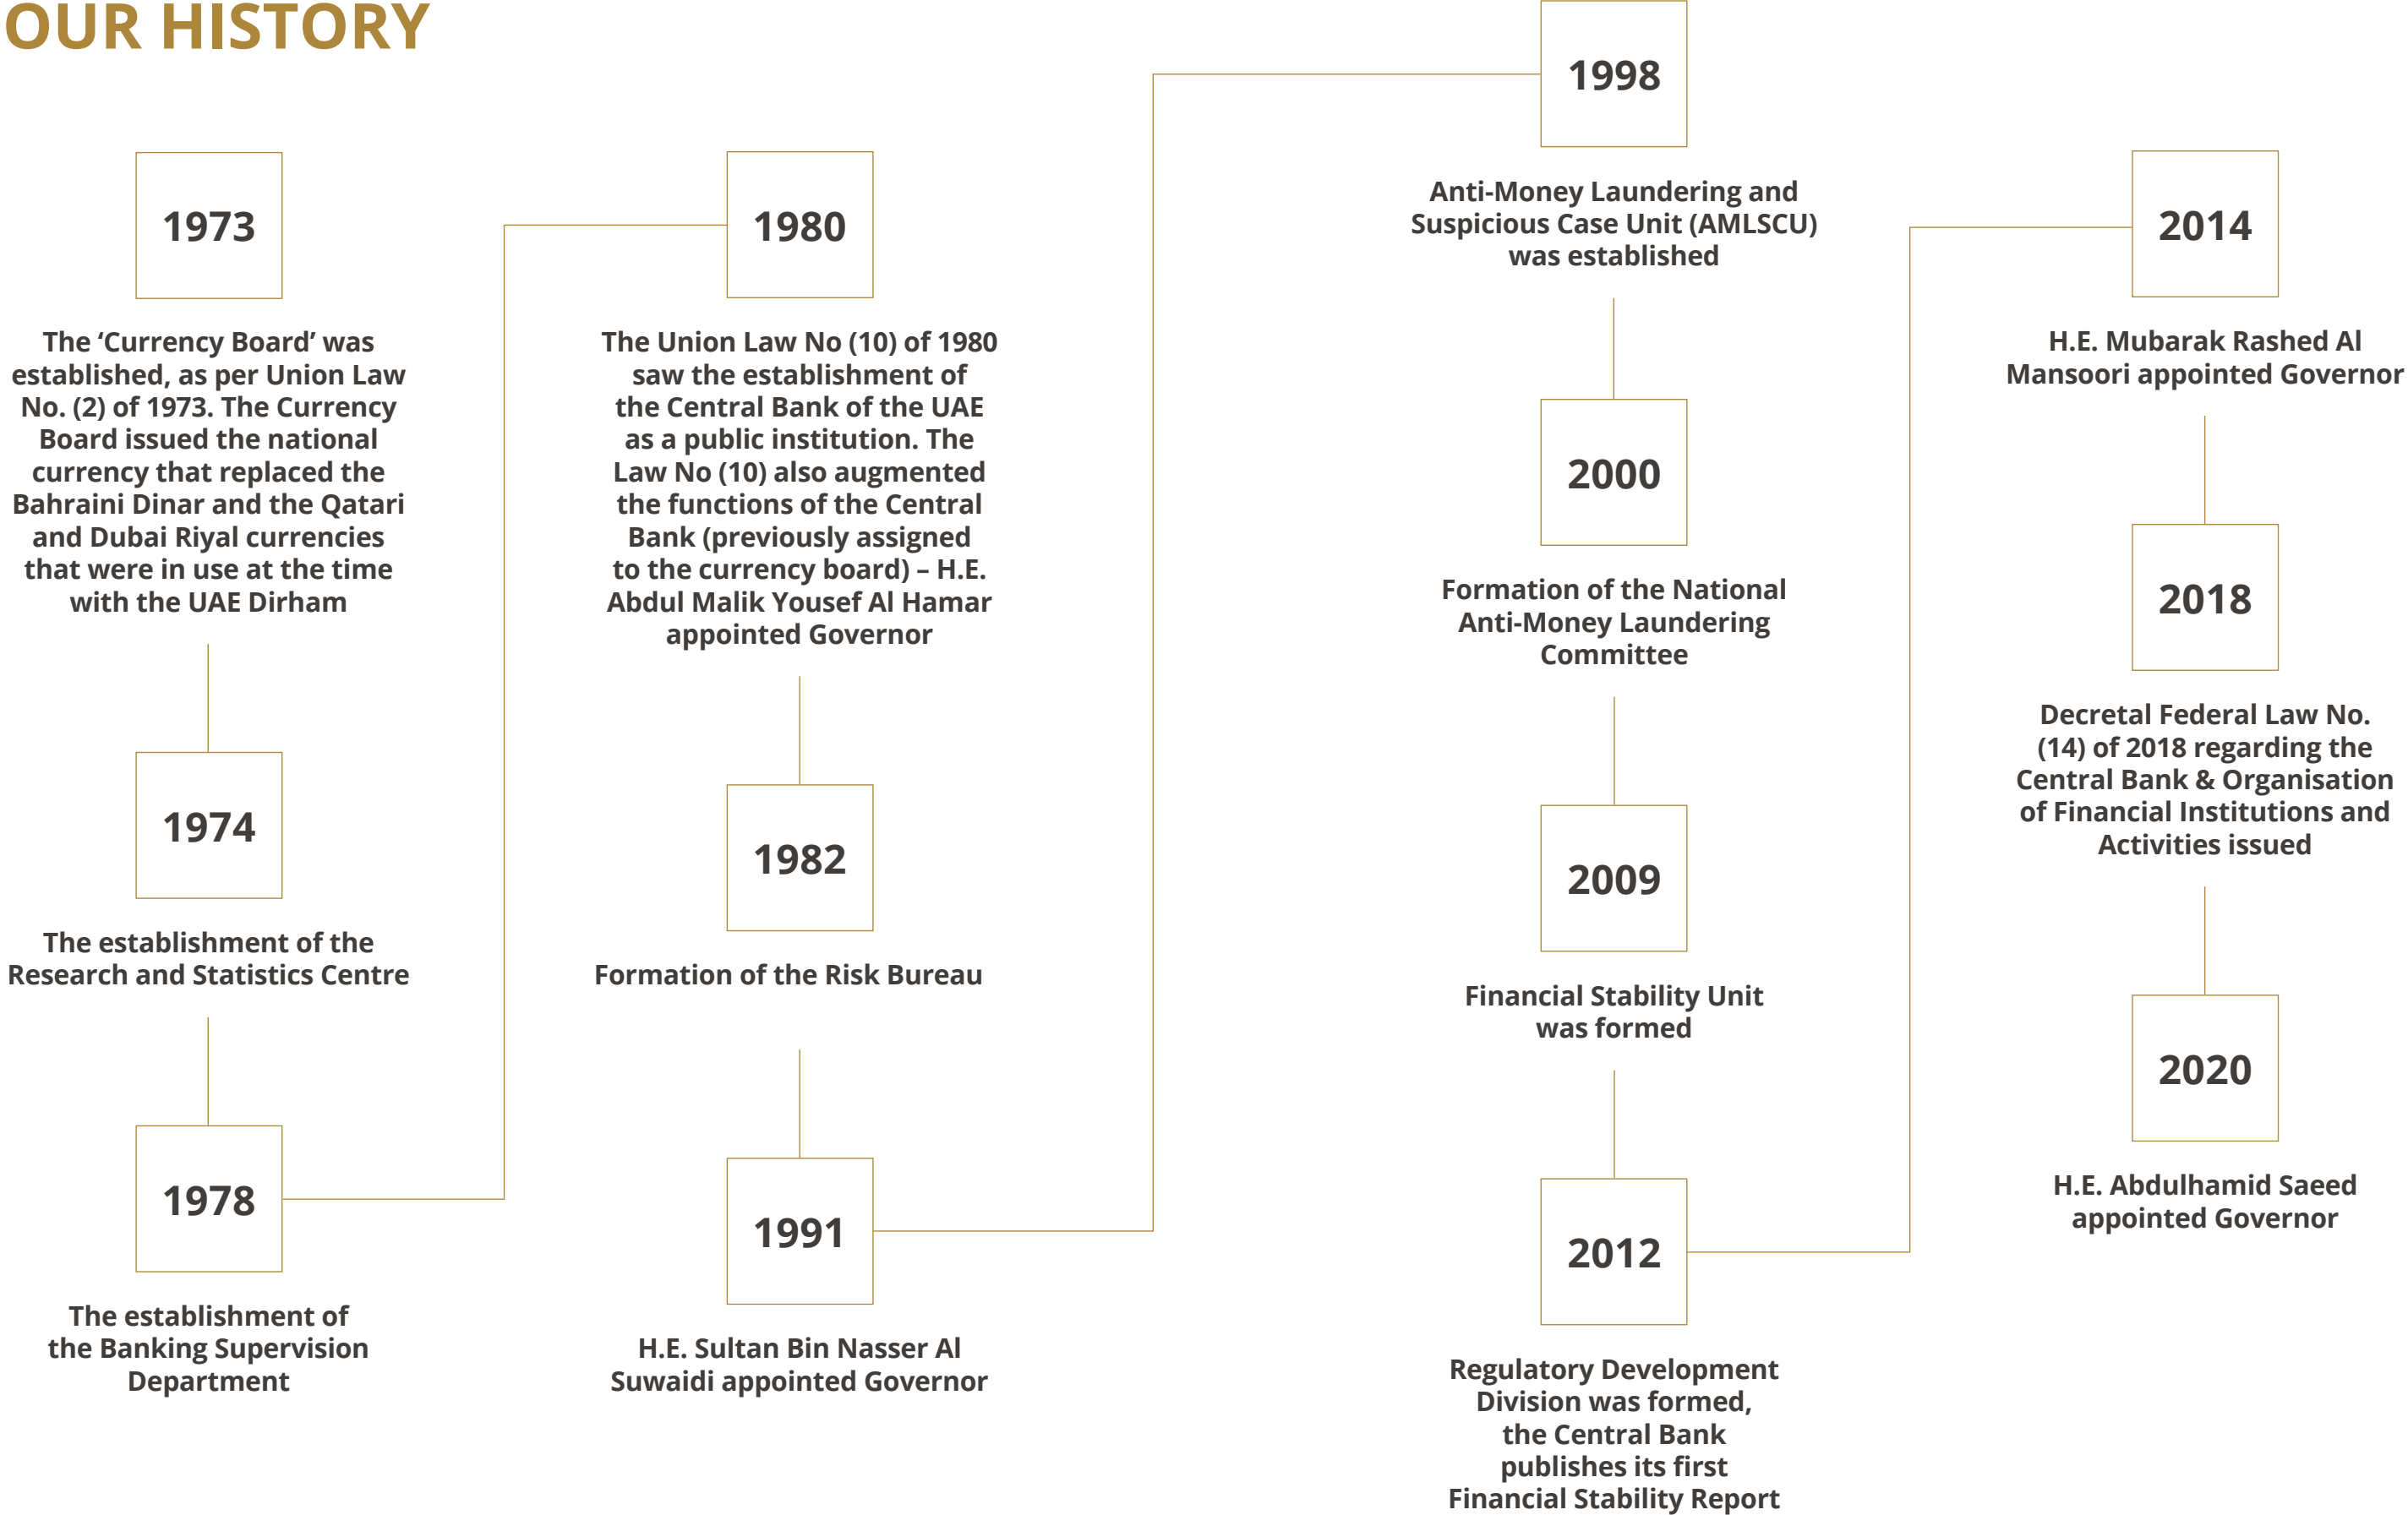 OUR HISTORY
1973
The ‘Currency Board’ was
established, as per Union Law
No. (2) of 1973. The Currency
Board issued the national
currency that replaced the
Bahraini Dinar and the Qatari
and Dubai Riyal currencies
that were in use at the time
with the UAE Dirham
1974
The establishment of the
Research and Statistics Centre
1978
The establishment of
the Banking Supervision
Department
1980
The Union Law No (10) of 1980
saw the establishment of
the Central Bank of the UAE
as a public institution. The
Law No (10) also augmented
the functions of the Central
Bank (previously assigned
to the currency board) – H.E.
Abdul Malik Yousef Al Hamar
appointed Governor
1982
Formation of the Risk Bureau
1991
H.E. Sultan Bin Nasser Al
Suwaidi appointed Governor
1998
Anti-Money Laundering and
Suspicious Case Unit (AMLSCU)
was established
2000
Formation of the National
Anti-Money Laundering
Committee
2009
Financial Stability Unit
was formed
2012
Regulatory Development
Division was formed,
the Central Bank
publishes its first
Financial Stability Report
2014
H.E. Mubarak Rashed Al
Mansoori appointed Governor
2018
Decretal Federal Law No.
(14) of 2018 regarding the
Central Bank & Organisation
of Financial Institutions and
Activities issued
2020
H.E. Abdulhamid Saeed
appointed Governor